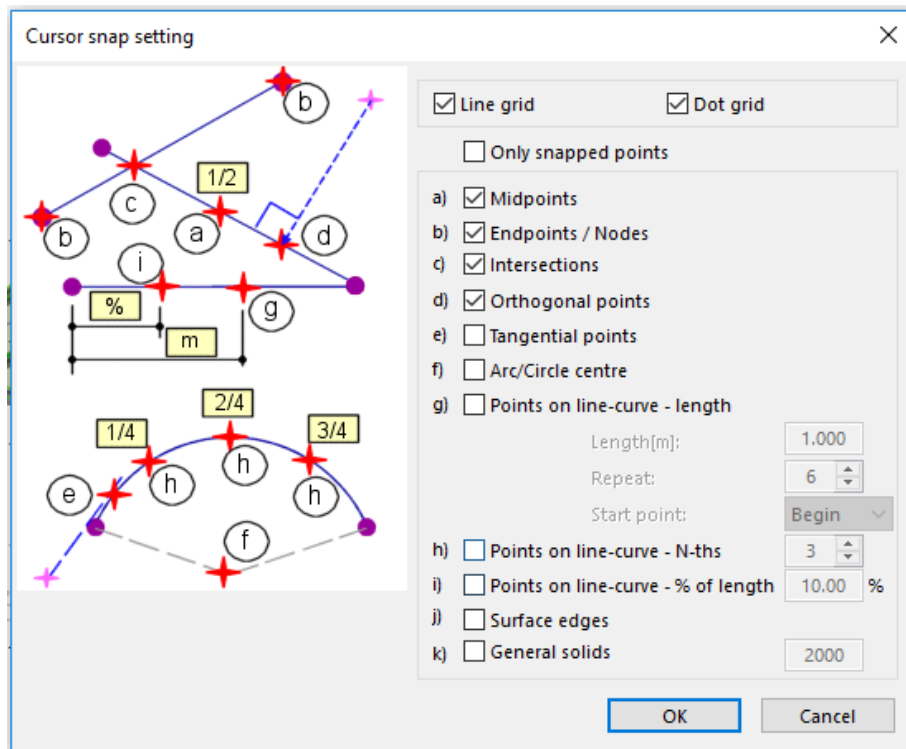 Cursor snap setting
b
1/2
c
a
d
b
i
%
g
m
2/4
1/4
3/4
h
h
h
e
f
Line grid Dot grid
Only snapped points
a) Midpoints
b) Endpoints / Nodes
c) Intersections
d) Orthogonal points
e) Tangential points
f) Arc/Circle centre
g) Points on line-curve - length
Length[m]: 1.000
Repeat: 6
Start point: Begin
h) Points on line-curve - N-ths 3
i) Points on line-curve - % of length 10.00 %
j) Surface edges
k) General solids 2000
OK Cancel